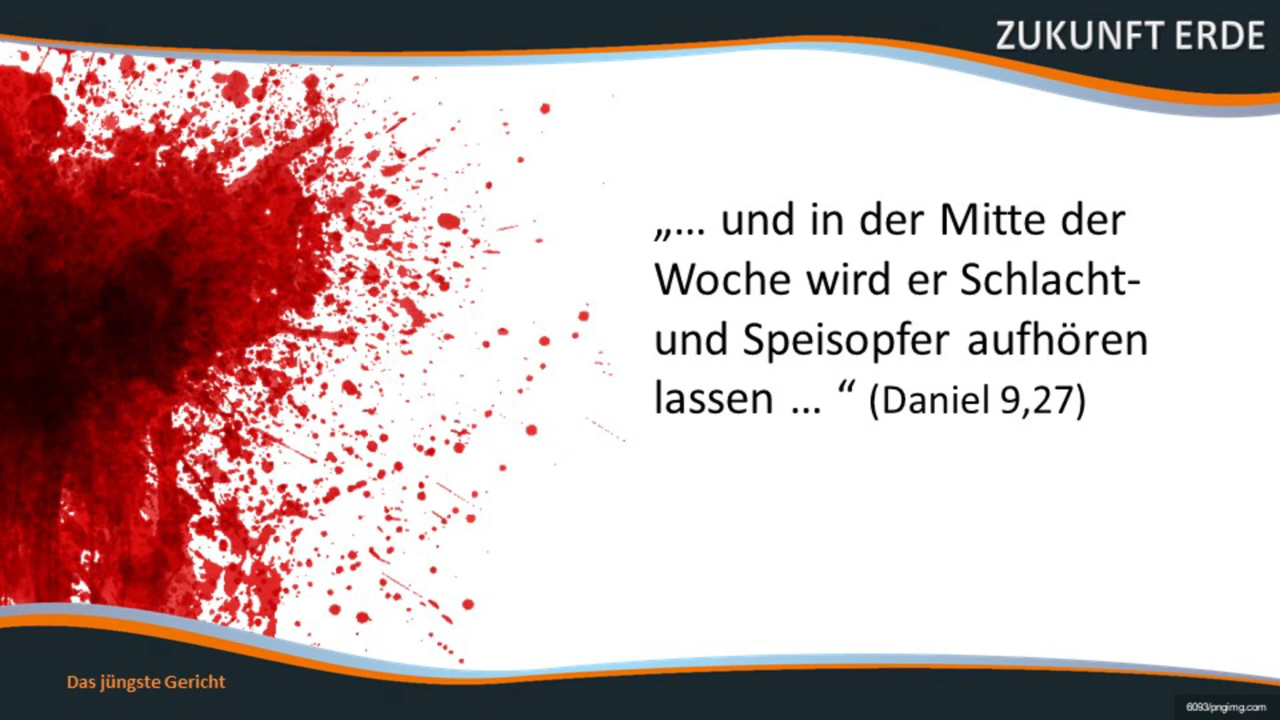 ZUKUNFT ERDE
„... und in der Mitte der
Woche wird er Schlacht-
und Speisopfer aufhören
lassen ... “ (Daniel 9,27)
Das jüngste Gericht
6093/pngimg.com